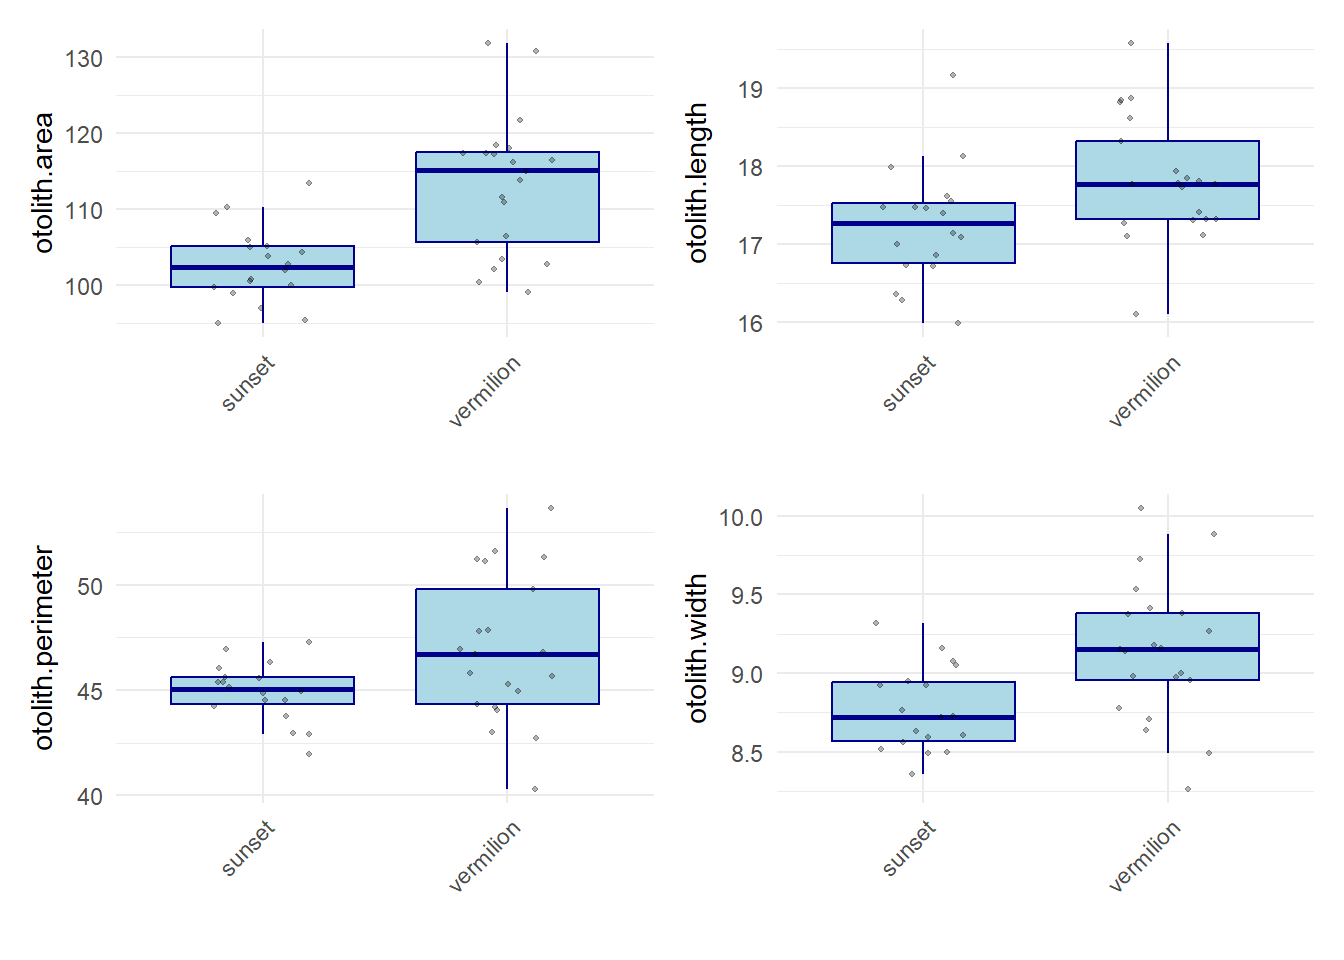 otolith.area
130
120
110
100
sunset
vermilion
otolith.length
19
18
17
16
sunset
vermilion
otolith.perimeter
50
45
40
sunset
vermilion
otolith.width
10.0
9.5
9.0
8.5
sunset
vermilion